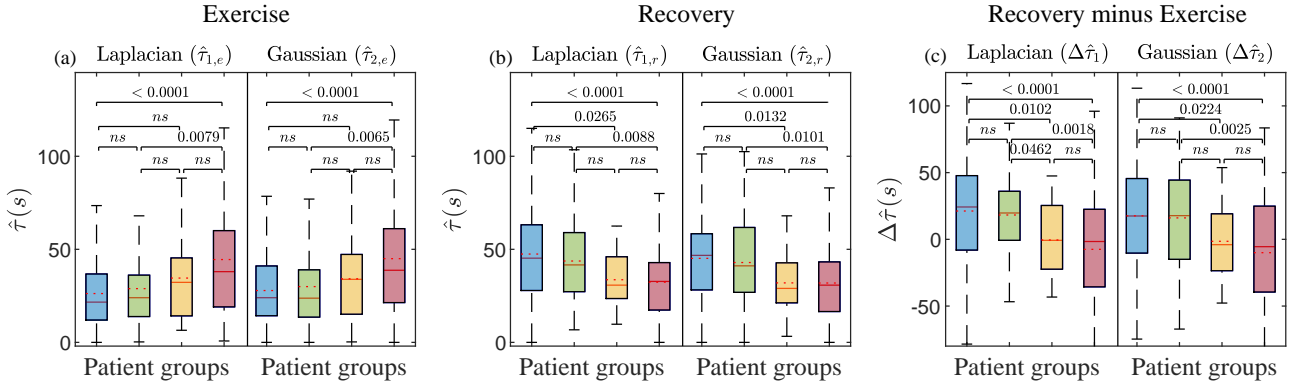 Exercise
Recovery
Recovery minus Exercise
(a) Laplacian (τ̂1,e) Gaussian (τ̂2,e)
< 0.0001 < 0.0001
ns ns
ns 0.0079 ns 0.0065
ns ns ns ns
100
50
0
τ̂(s)
Patient groups Patient groups
(b) Laplacian (τ̂1,r) Gaussian (τ̂2,r)
< 0.0001 < 0.0001
0.0265 0.0132
ns 0.0088 ns 0.0101
ns ns ns ns
100
50
0
τ̂(s)
Patient groups Patient groups
(c) Laplacian (Δτ̂1) Gaussian (Δτ̂2)
< 0.0001 < 0.0001
0.0102 0.0224
ns 0.0018 ns 0.0025
0.0462 ns ns ns
100
50
0
-50
Δτ̂(s)
Patient groups Patient groups